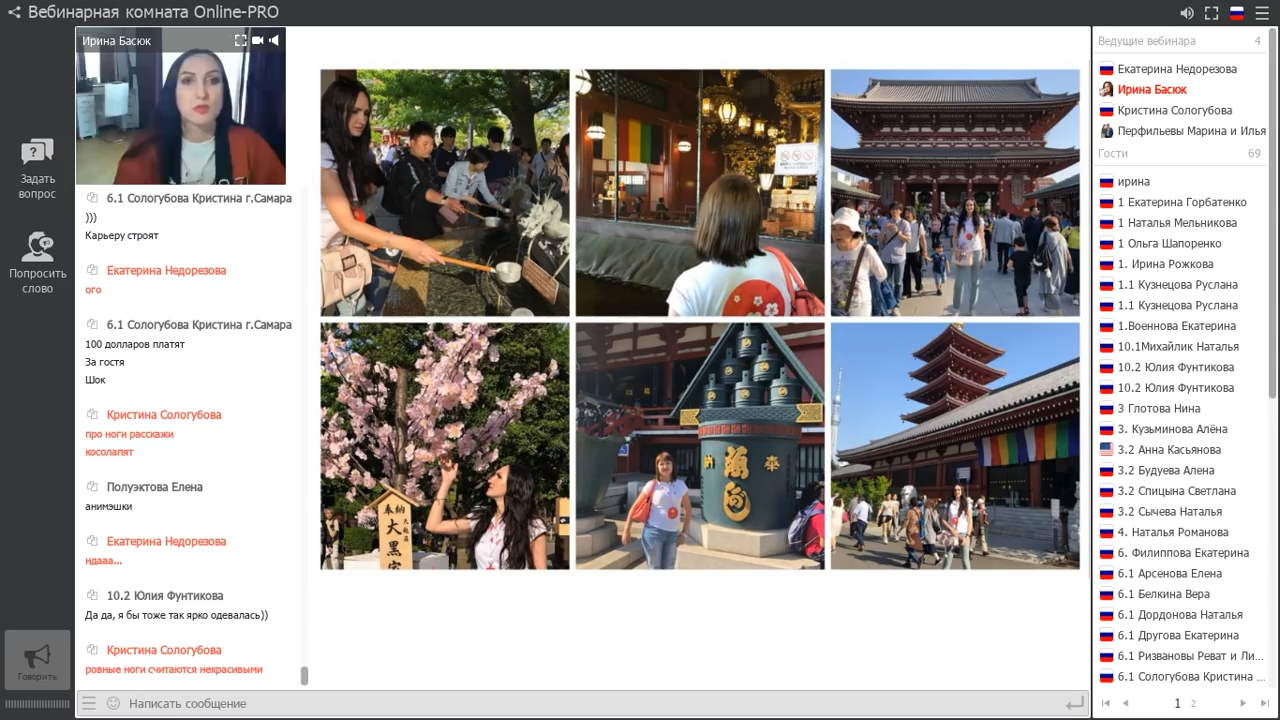 Вебинарная комната Online-PRO
Задать
вопрос
Попросить
слово
Говорить
Ирина Басюк
6.1 Сологубова Кристина г.Самара
)))
Карьеру строят
Екатерина Недорезова
ого
6.1 Сологубова Кристина г.Самара
100 долларов платят
За гостя
Шок
Кристина Сологубова
про ноги расскажи
косолапят
Полуэктова Елена
анимэшки
Екатерина Недорезова
ндааа...
10.2 Юлия Фунтикова
Да да, я бы тоже так ярко одевалась))
Кристина Сологубова
ровные ноги считаются некрасивыми
Написать сообщение
奉納
大黒
奉
Ведущие вебинара 4
Екатерина Недорезова
Ирина Басюк
Кристина Сологубова
Перфильевы Марина и Илья
Гости 69
ирина
1 Екатерина Горбатенко
1 Наталья Мельникова
1 Ольга Шапоренко
1. Ирина Рожкова
1.1 Кузнецова Руслана
1.1 Кузнецова Руслана
1.Военнова Екатерина
10.1Михайлик Наталья
10.2 Юлия Фунтикова
10.2 Юлия Фунтикова
3 Глотова Нина
3. Кузьминова Алёна
3.2 Анна Касьянова
3.2 Будуева Алена
3.2 Спицына Светлана
3.2 Сычева Наталья
4. Наталья Романова
6. Филиппова Екатерина
6.1 Арсенова Елена
6.1 Белкина Вера
6.1 Дордонова Наталья
6.1 Другова Екатерина
6.1 Ризвановы Реват и Ли...
6.1 Сологубова Кристина ...
1 2